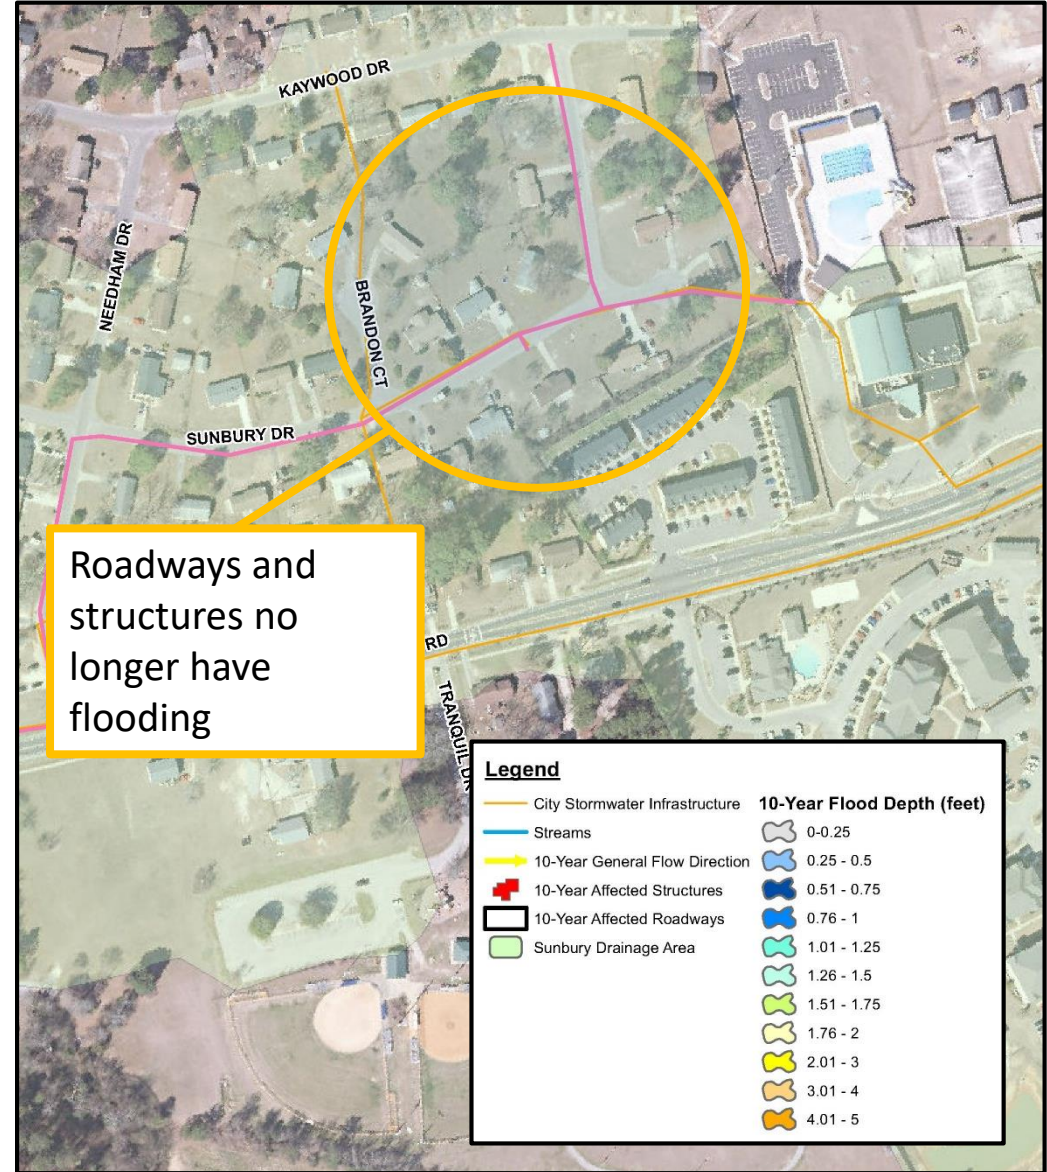 KAYWOOD DR
NEEDHAM DR
BRANDON CT
SUNBURY DR
Roadways and
structures no
longer have
flooding
RD
TRANQUIL DR
Legend
City Stormwater Infrastructure
Streams
10-Year General Flow Direction
10-Year Affected Structures
10-Year Affected Roadways
Sunbury Drainage Area
10-Year Flood Depth (feet)
0-0.25
0.25 - 0.5
0.51 - 0.75
0.76 - 1
1.01 - 1.25
1.26 - 1.5
1.51 - 1.75
1.76 - 2
2.01 - 3
3.01 - 4
4.01 - 5